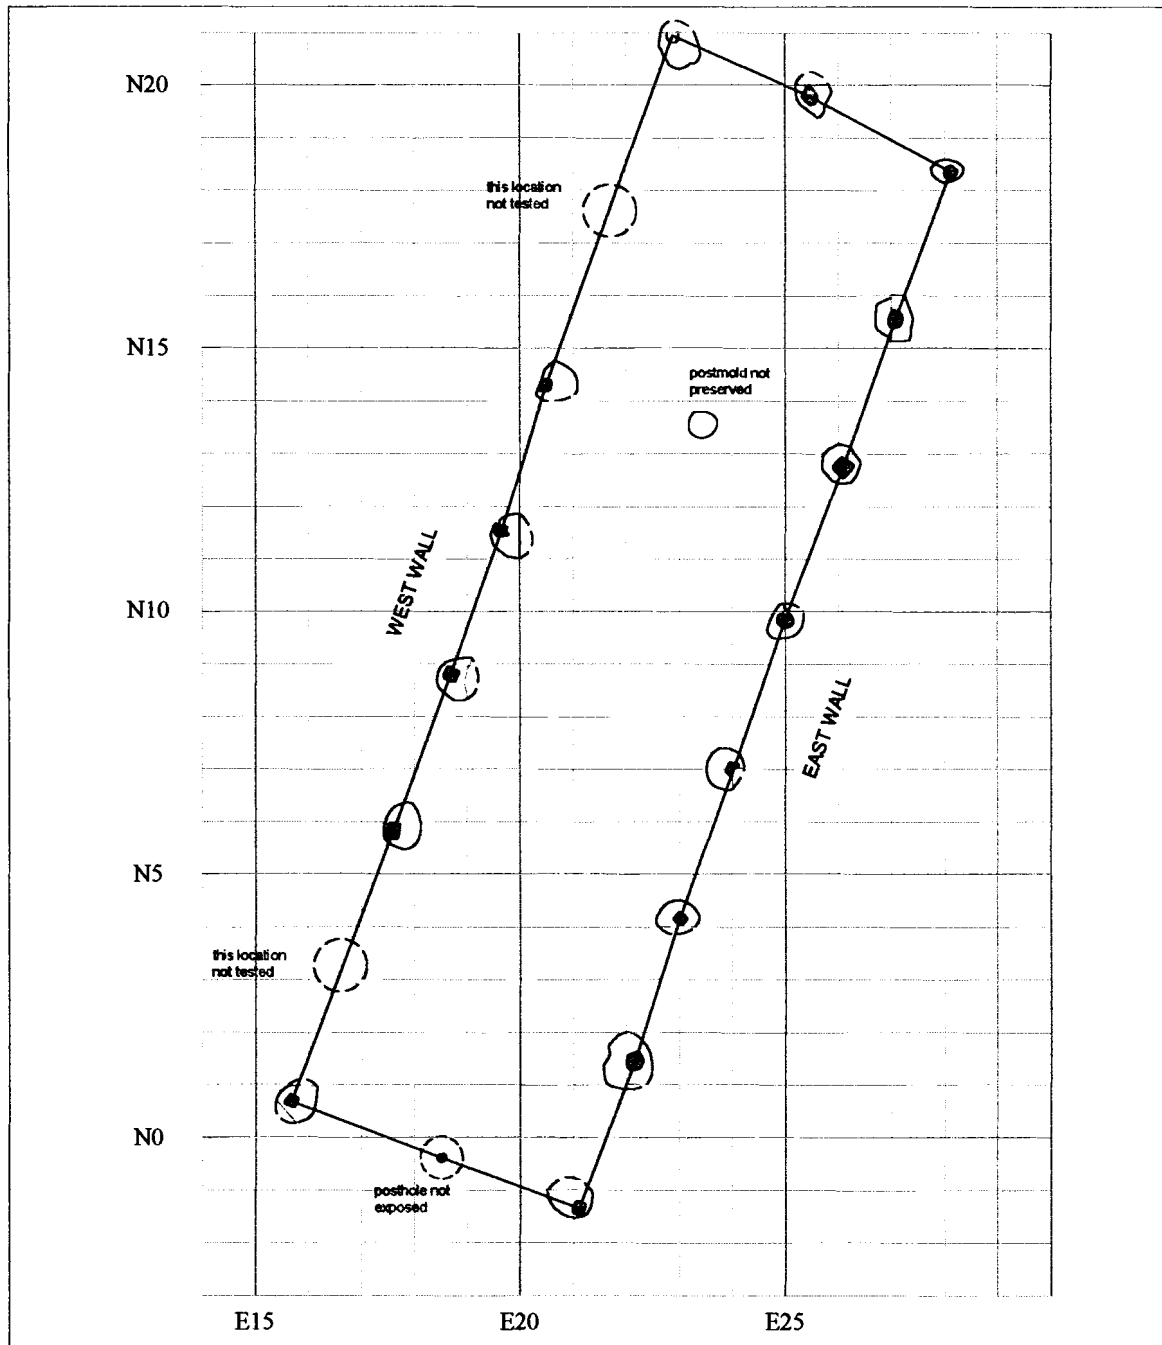 N20
this location
not tested
N15
postmold not
preserved
WEST WALL
N10
EAST WALL
N5
this location
not tested
N0
posthole not
exposed
E15
E20
E25